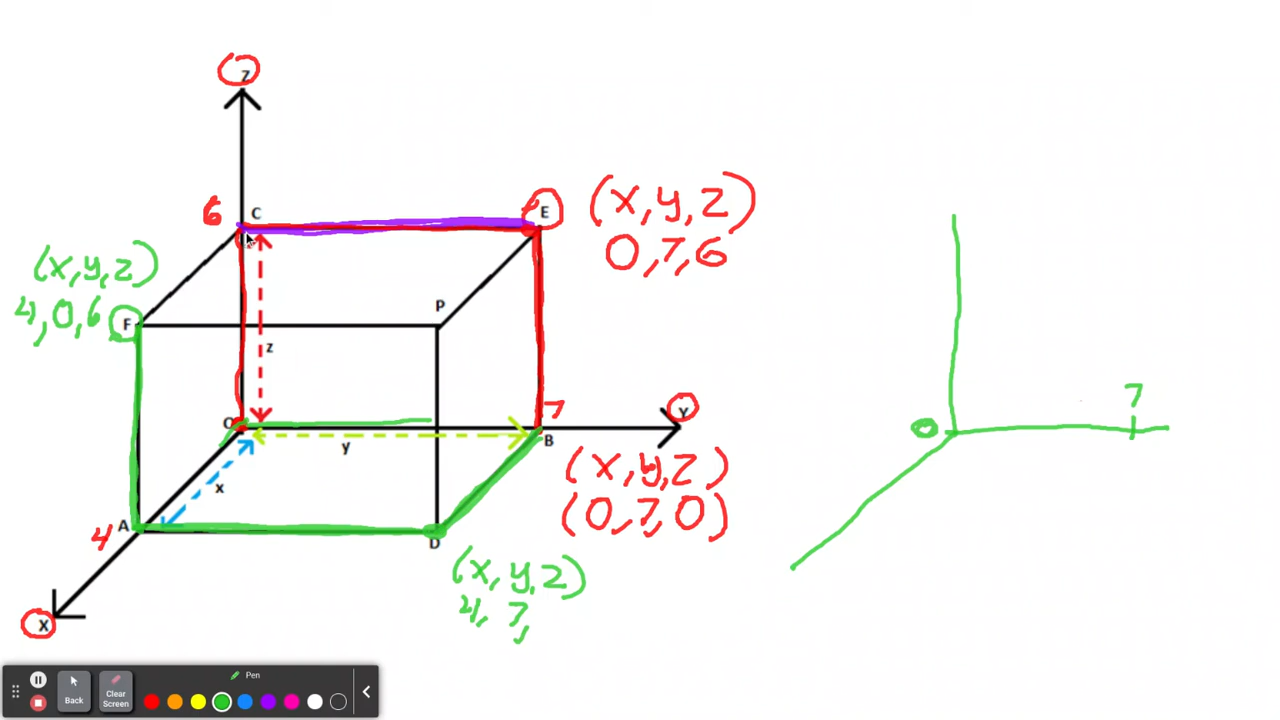 Z
6
C
E
(x,y,z)
0,7,6
(x,y,z)
4,0,6
F
P
z
7
O
y
B
Y
7
O
x
(x,y,z)
(0,7,0)
A
4
D
(x,y,z)
4,7,
X
Pen
Back
Clear
Screen